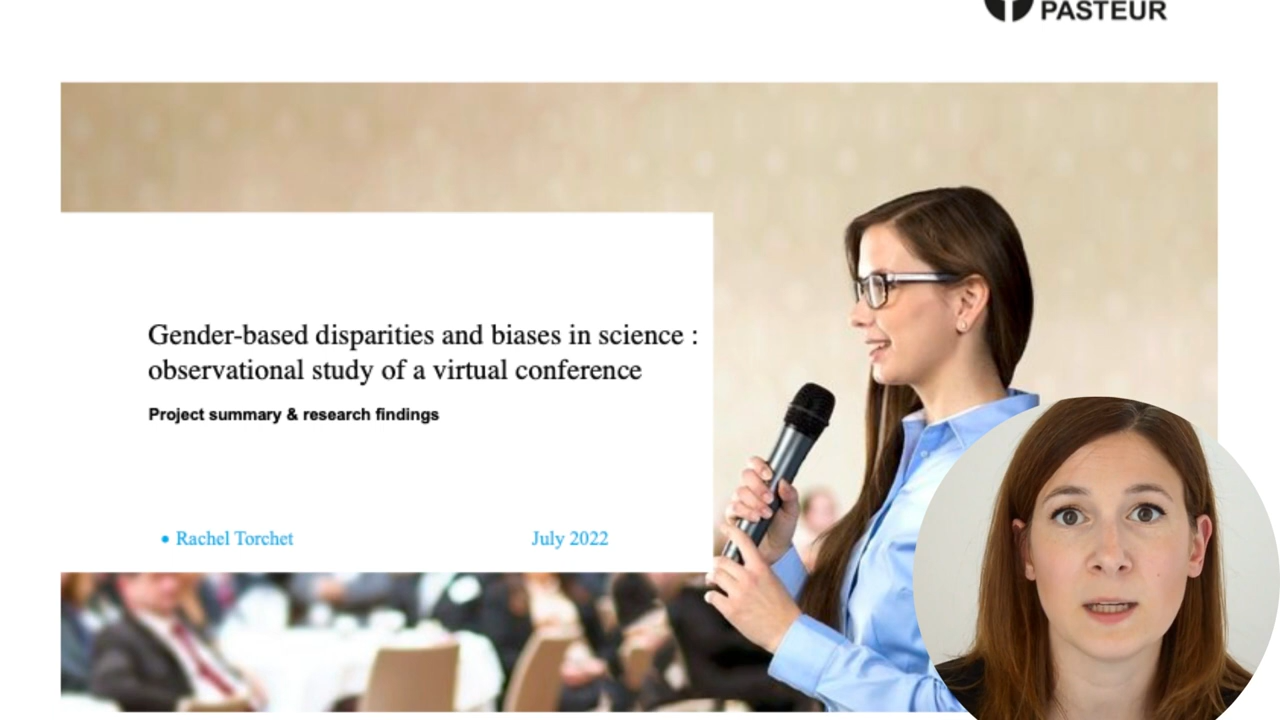 PASTEUR
Gender-based disparities and biases in science :
observational study of a virtual conference
Project summary & research findings
• Rachel Torchet
July 2022